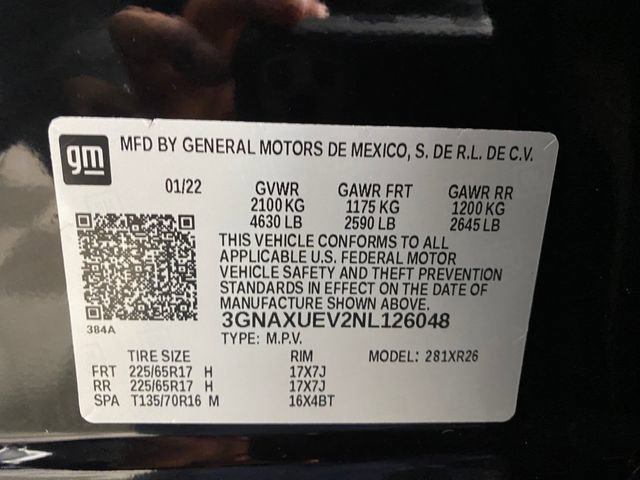 gm
MFD BY GENERAL MOTORS DE MEXICO, S. DE R.L. DE C.V.
01/22 GVWR GAWR FRT GAWR RR
2100 KG 1175 KG 1200 KG
4630 LB 2590 LB 2645 LB
THIS VEHICLE CONFORMS TO ALL
APPLICABLE U.S. FEDERAL MOTOR
VEHICLE SAFETY AND THEFT PREVENTION
STANDARDS IN EFFECT ON THE DATE OF
MANUFACTURE SHOWN ABOVE.
384A
3GNAXUEV2NL126048
TYPE: M.P.V.
TIRE SIZE RIM MODEL: 281XR26
FRT 225/65R17 H 17X7J
RR 225/65R17 H 17X7J
SPA T135/70R16 M 16X4BT